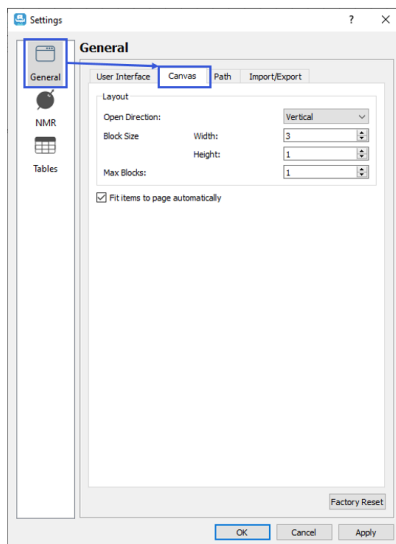 Settings
?
General
NMR
Tables
General
User Interface Canvas Path Import/Export
Layout
Open Direction: Vertical
Block Size Width: 3
Height: 1
Max Blocks: 1
Fit items to page automatically
Factory Reset
OK Cancel Apply